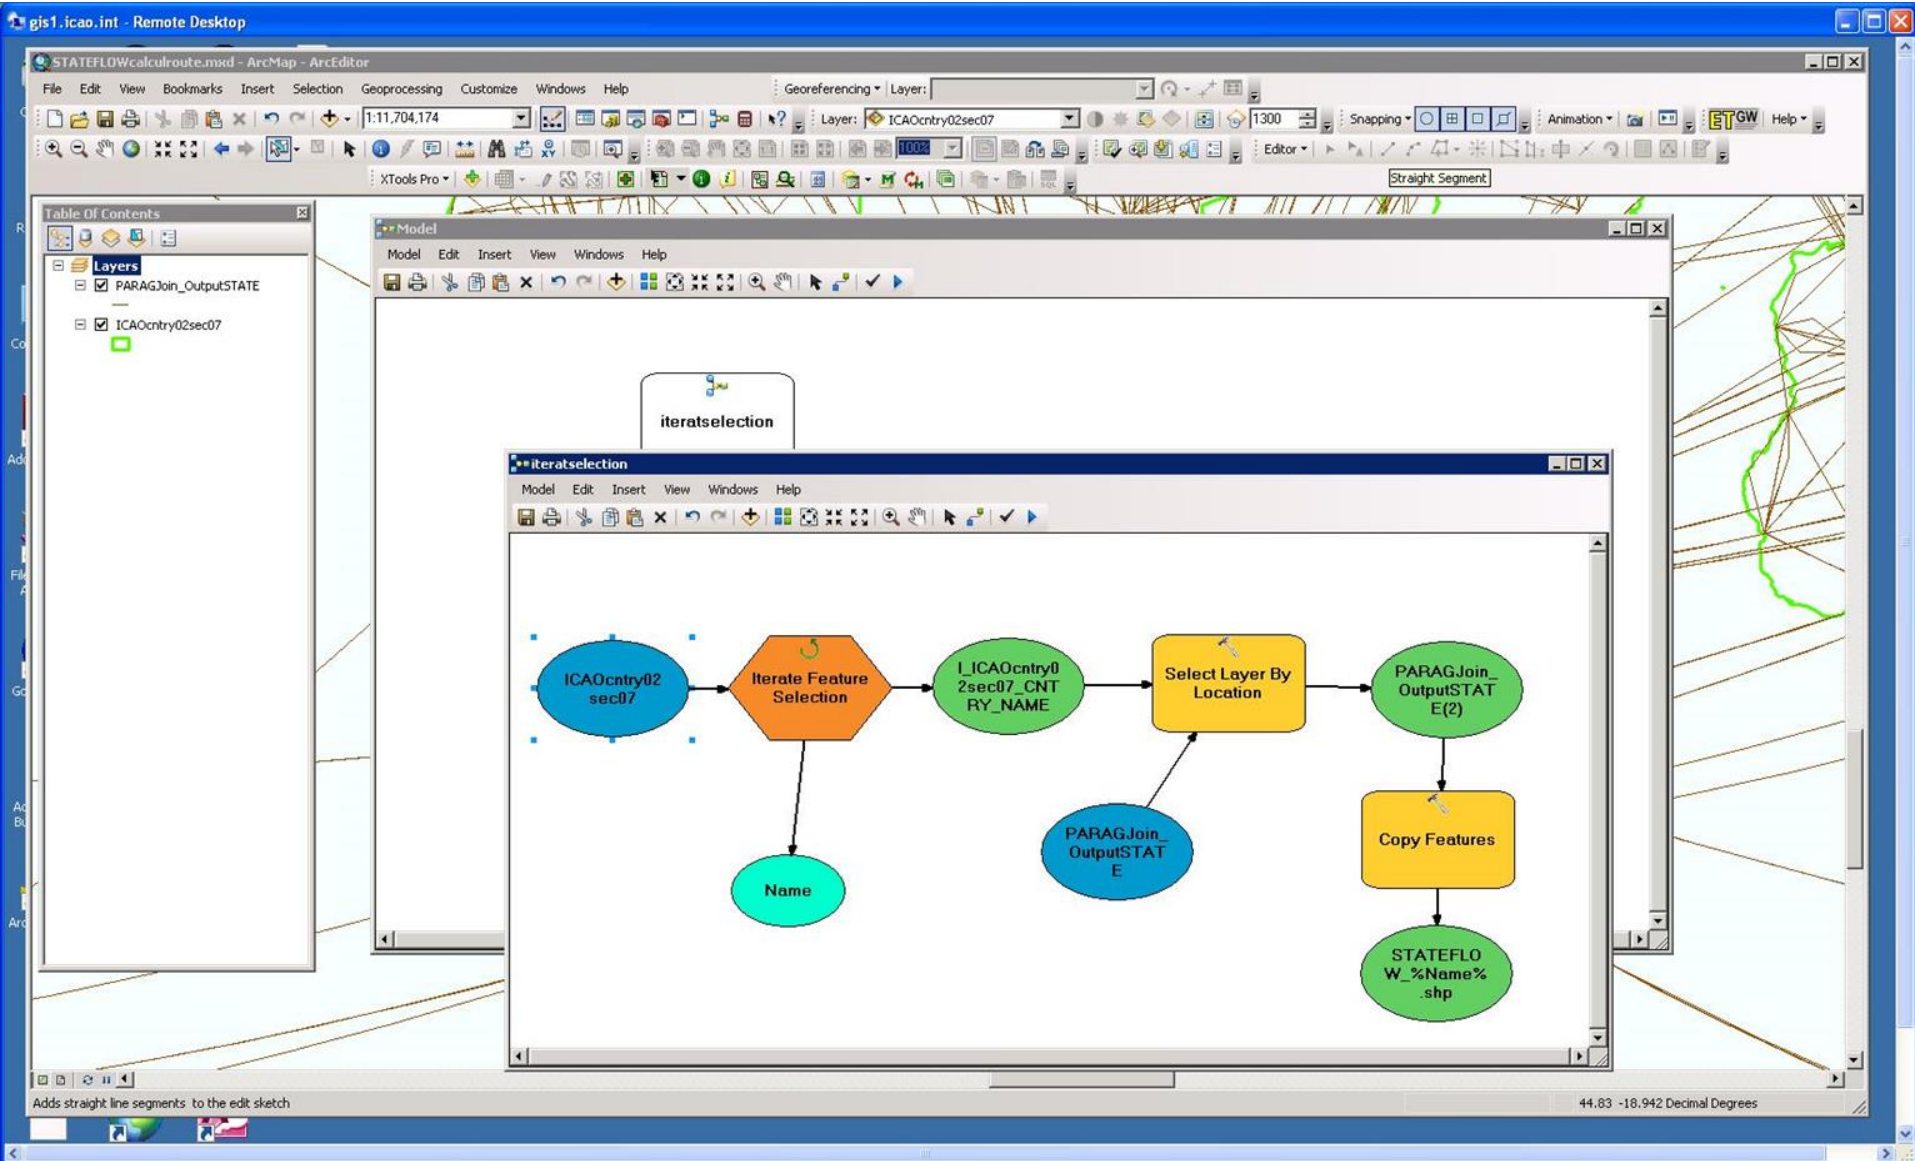 gis1.icao.int - Remote Desktop
STATEFLOWcalculroute.mxd - ArcMap - ArcEditor
File Edit View Bookmarks Insert Selection Geoprocessing Customize Windows Help
Georeferencing Layer:
1:11,704,174
Layer: ICAOcntry02sec07
1300
Snapping
Animation
ET GW Help
100%
Editor
XTools Pro
Straight Segment
Table Of Contents
Layers
PARAGJoin_OutputSTATE
ICAOcntry02sec07
Model
Model Edit Insert View Windows Help
iteratselection
iteratselection
Model Edit Insert View Windows Help
ICAOcntry02
sec07
Iterate Feature
Selection
I_ICAOcntry0
2sec07_CNT
RY_NAME
Select Layer By
Location
PARAGJoin_
OutputSTAT
E(2)
Name
PARAGJoin_
OutputSTAT
E
Copy Features
STATEFLO
W_%Name%
.shp
Adds straight line segments to the edit sketch
44.83 -18.942 Decimal Degrees